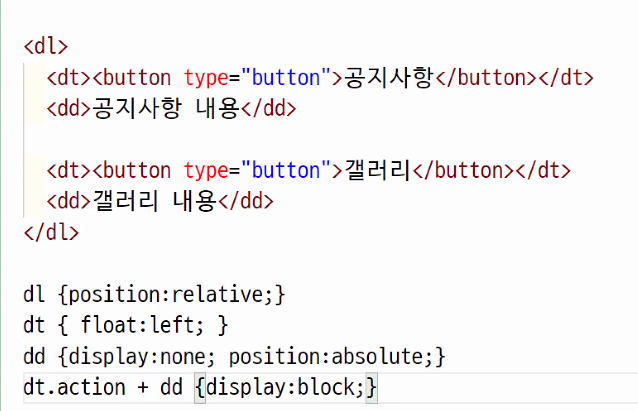 <dl>
<dt><button type="button">공지사항</button></dt>
<dd>공지사항 내용</dd>
<dt><button type="button">갤러리</button></dt>
<dd>갤러리 내용</dd>
</dl>
dl {position:relative;}
dt { float:left; }
dd {display:none; position:absolute;}
dt.action + dd {display:block;}